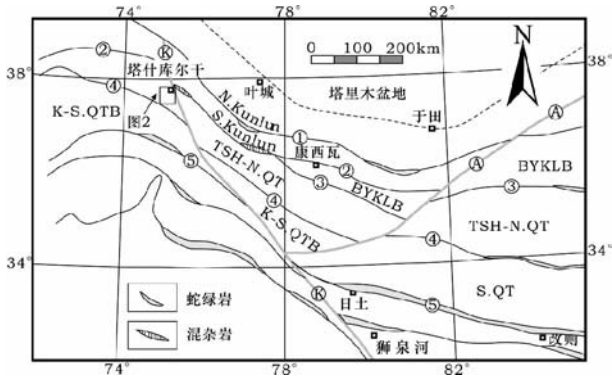 74°
78°
82°
N
0 100 200km
②
Ⓚ
38°
38°
塔什库尔干
④
叶城
塔里木盆地
于田
K-S.QTB
图2
N.Kunlun
S.Kunlun
①
Ⓐ
Ⓐ
康西瓦
②
TSH-N.QT
③
BYKLB
BYKLB
③
⑤
④
K-S.QTB
④
TSH-N.QT
34°
34°
S.QT
Ⓚ
日土
⑤
改则
狮泉河
蛇绿岩
混杂岩
74°
78°
82°